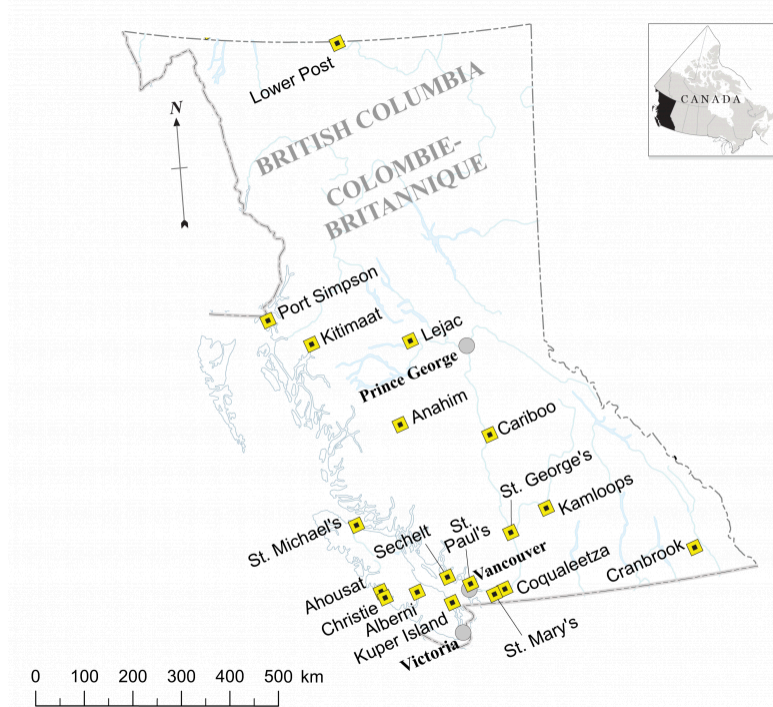 Lower Post
BRITISH COLUMBIA
COLOMBIE-
BRITANNIQUE
CANADA
N
Port Simpson
Kitimaat
Lejac
Prince George
Anahim
Cariboo
St. George's
Kamloops
St. Michael's
Sechelt
St.
Paul's
Vancouver
Coqualeetza
Cranbrook
Ahousat
Christie
Alberni
Kuper Island
St. Mary's
Victoria
0 100 200 300 400 500 km